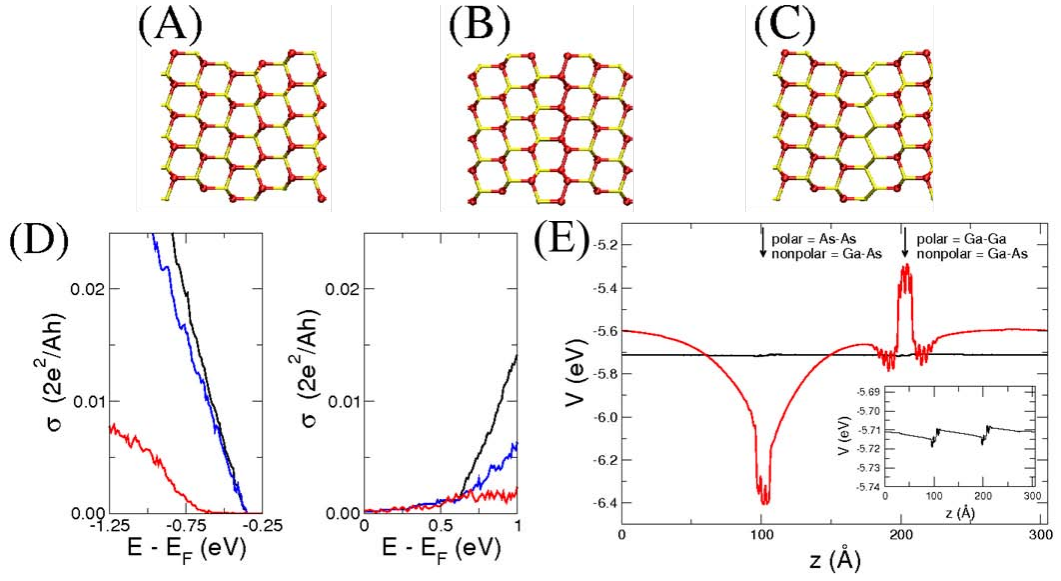 (A)
(B)
(C)
(D)
0.02
0.01
0.00
σ (2e²/Ah)
-1.25
-0.75
-0.25
E - E_F (eV)
0.02
0.01
0.00
σ (2e²/Ah)
0
0.5
1
E - E_F (eV)
(E)
polar = As-As
nonpolar = Ga-As
polar = Ga-Ga
nonpolar = Ga-As
-5.2
-5.4
-5.6
-5.8
-6.0
-6.2
-6.4
V (eV)
0
100
200
300
z (Å)
-5.69
-5.70
-5.71
-5.72
-5.73
-5.74
V (eV)
0
100
200
300
z (Å)